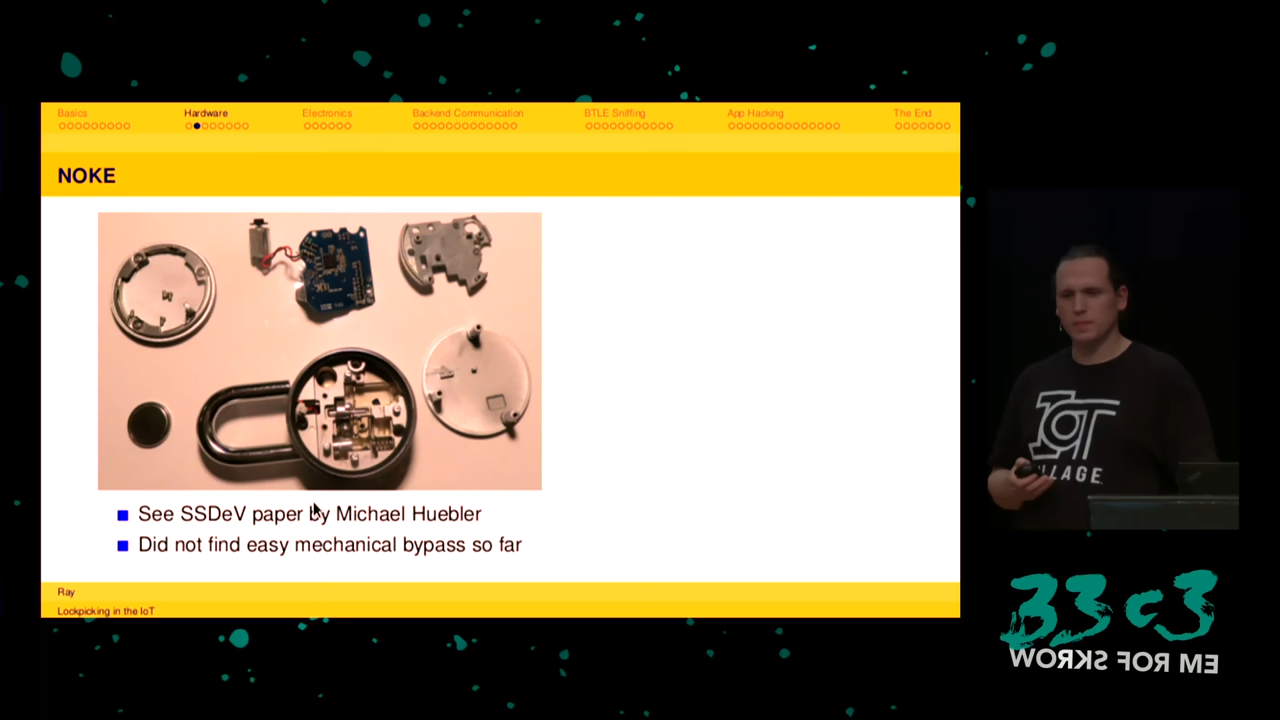 Basics Hardware Electronics Backend Communication BTLE Sniffing App Hacking The End
NOKE
See SSDeV paper by Michael Huebler
Did not find easy mechanical bypass so far
Ray
Lockpicking in the IoT
IoT
VILLAGE
33c3
WORKS FOR ME